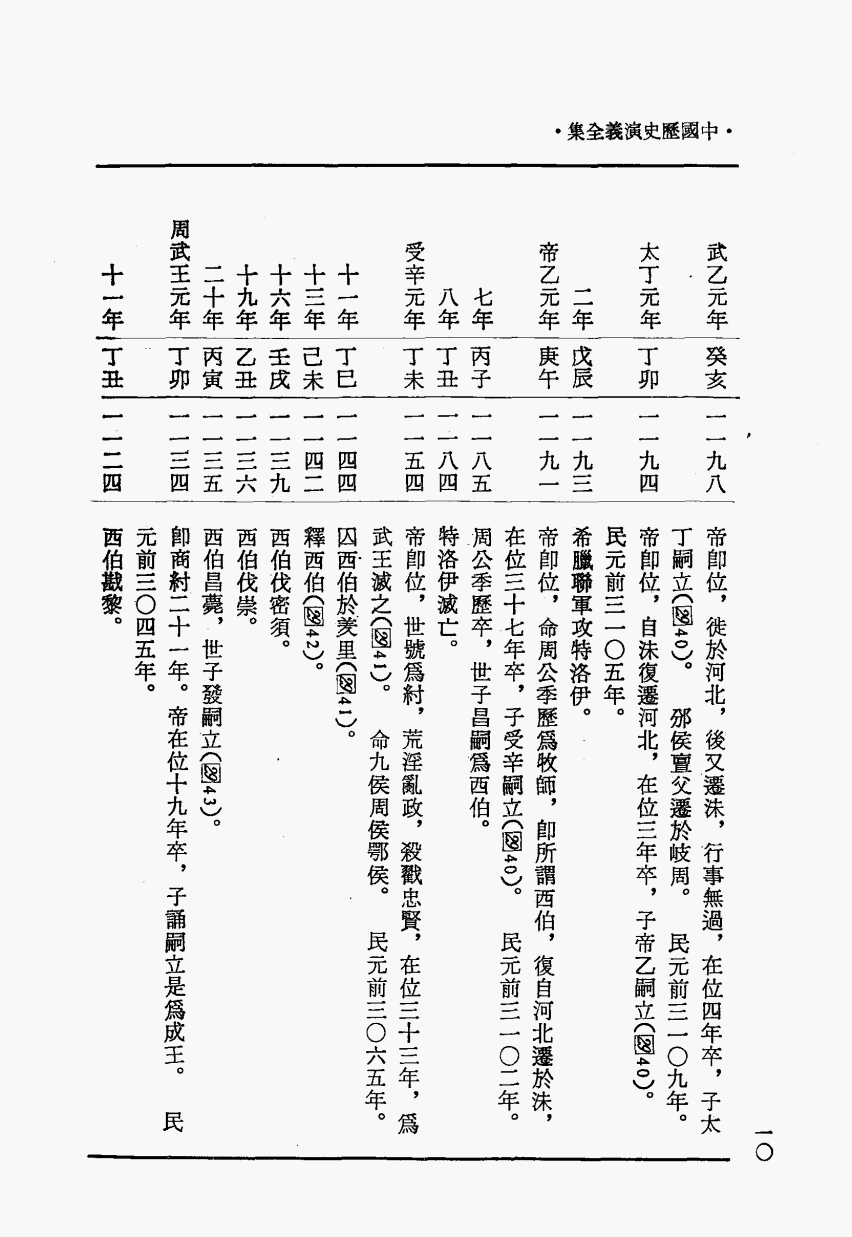 ·中國歷史演義全集·
武乙元年 癸亥 一一九八 帝卽位，徙於河北，後又遷沬，行事無過，在位四年卒，子太
丁嗣立（图40）。 邠侯亶父遷於岐周。 民元前三一〇九年。
太丁元年 丁卯 一一九四 帝卽位，自沬復遷河北，在位三年卒，子帝乙嗣立（图40）。
民元前三一〇五年。
二年 戊辰 一一九三 希臘聯軍攻特洛伊。
帝乙元年 庚午 一一九一 帝卽位，命周公季歷爲牧師，卽所謂西伯，復自河北遷於沬，
在位三十七年卒，子受辛嗣立（图40）。 民元前三一〇二年。
七年 丙子 一一八五 周公季歷卒，世子昌嗣爲西伯。
八年 丁丑 一一八四 特洛伊滅亡。
受辛元年 丁未 一一五四 帝卽位，世號爲紂，荒淫亂政，殺戮忠賢，在位三十三年，爲
武王滅之（图41）。 命九侯周侯鄂侯。 民元前三〇六五年。
十一年 丁巳 一一四四 囚西伯於羑里（图41）。
十三年 己未 一一四二 釋西伯（图42）。
十六年 壬戌 一一三九 西伯伐密須。
十九年 乙丑 一一三六 西伯伐崇。
二十年 丙寅 一一三五 西伯昌薨，世子發嗣立（图43）。
周武王元年 丁卯 一一三四 卽商紂二十一年。帝在位十九年卒，子誦嗣立是爲成王。 民
元前三〇四五年。
十一年 丁丑 一一二四 西伯戡黎。
一〇